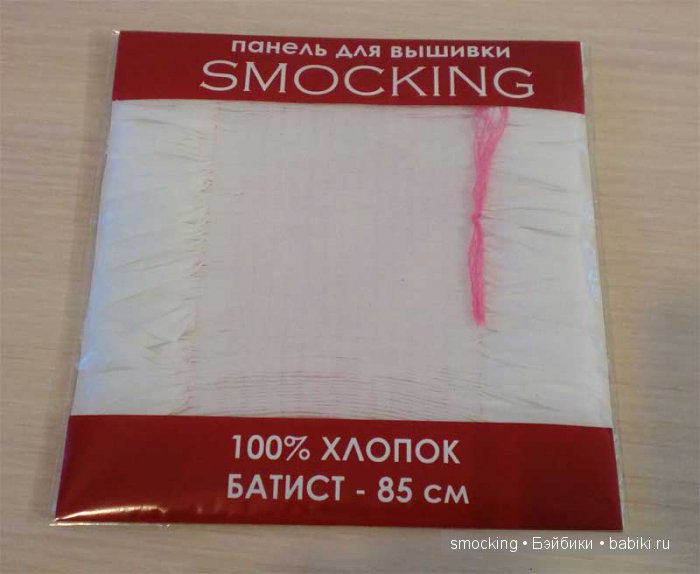 панель для вышивки
SMOCKING
100% ХЛОПОК
БАТИСТ - 85 см
smocking • Бэйбики • babiki.ru